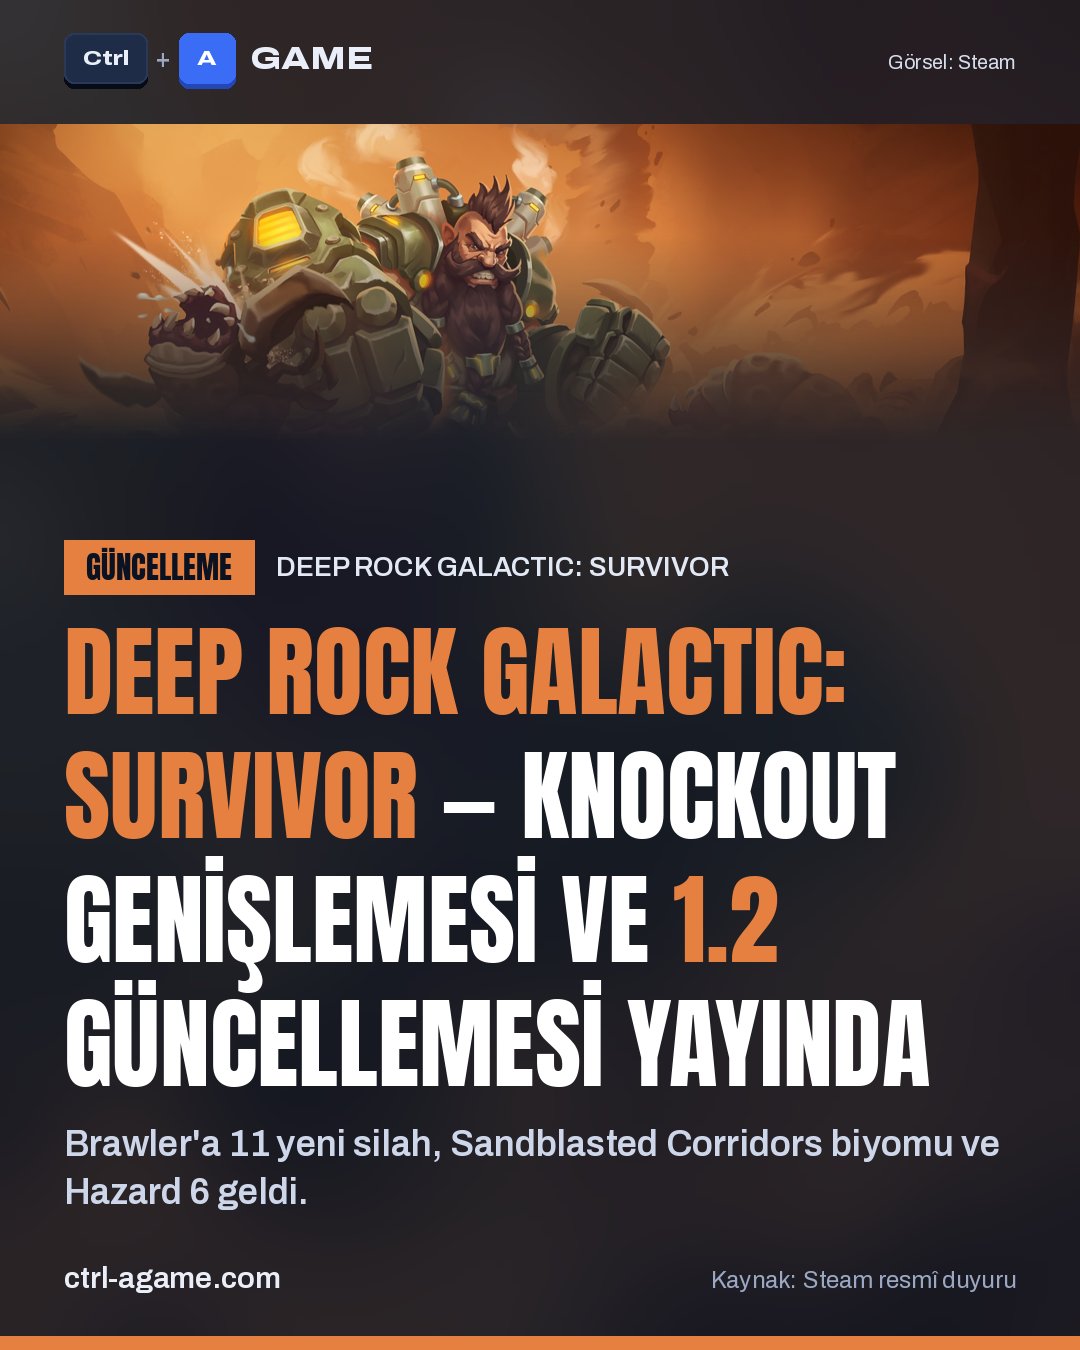 Ctrl + A GAME
Görsel: Steam
GÜNCELLEME
DEEP ROCK GALACTIC: SURVIVOR
DEEP ROCK GALACTIC:
SURVIVOR – KNOCKOUT
GENİŞLEMESİ VE 1.2
GÜNCELLEMESİ YAYINDA
Brawler'a 11 yeni silah, Sandblasted Corridors biyomu ve
Hazard 6 geldi.
ctrl-agame.com
Kaynak: Steam resmî duyuru